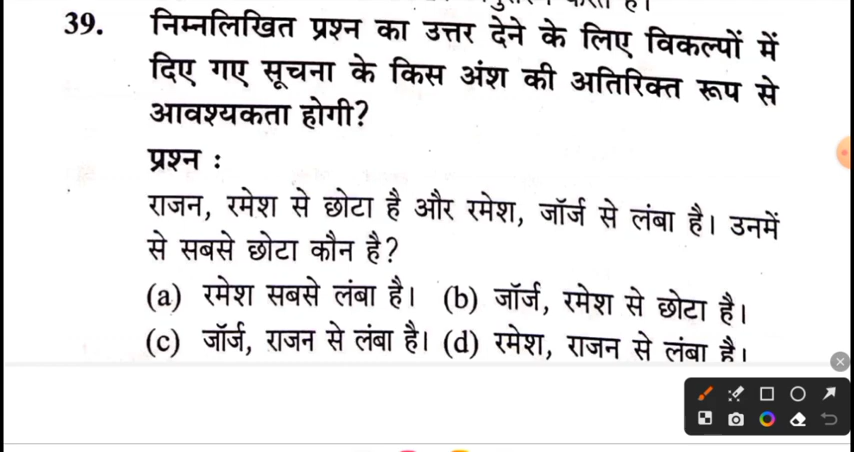 39. निम्नलिखित प्रश्न का उत्तर देने के लिए विकल्पों में
दिए गए सूचना के किस अंश की अतिरिक्त रूप से
आवश्यकता होगी?
प्रश्न :
राजन, रमेश से छोटा है और रमेश, जॉर्ज से लंबा है। उनमें
से सबसे छोटा कौन है?
(a) रमेश सबसे लंबा है। (b) जॉर्ज, रमेश से छोटा है।
(c) जॉर्ज, राजन से लंबा है। (d) रमेश, राजन से लंबा है।